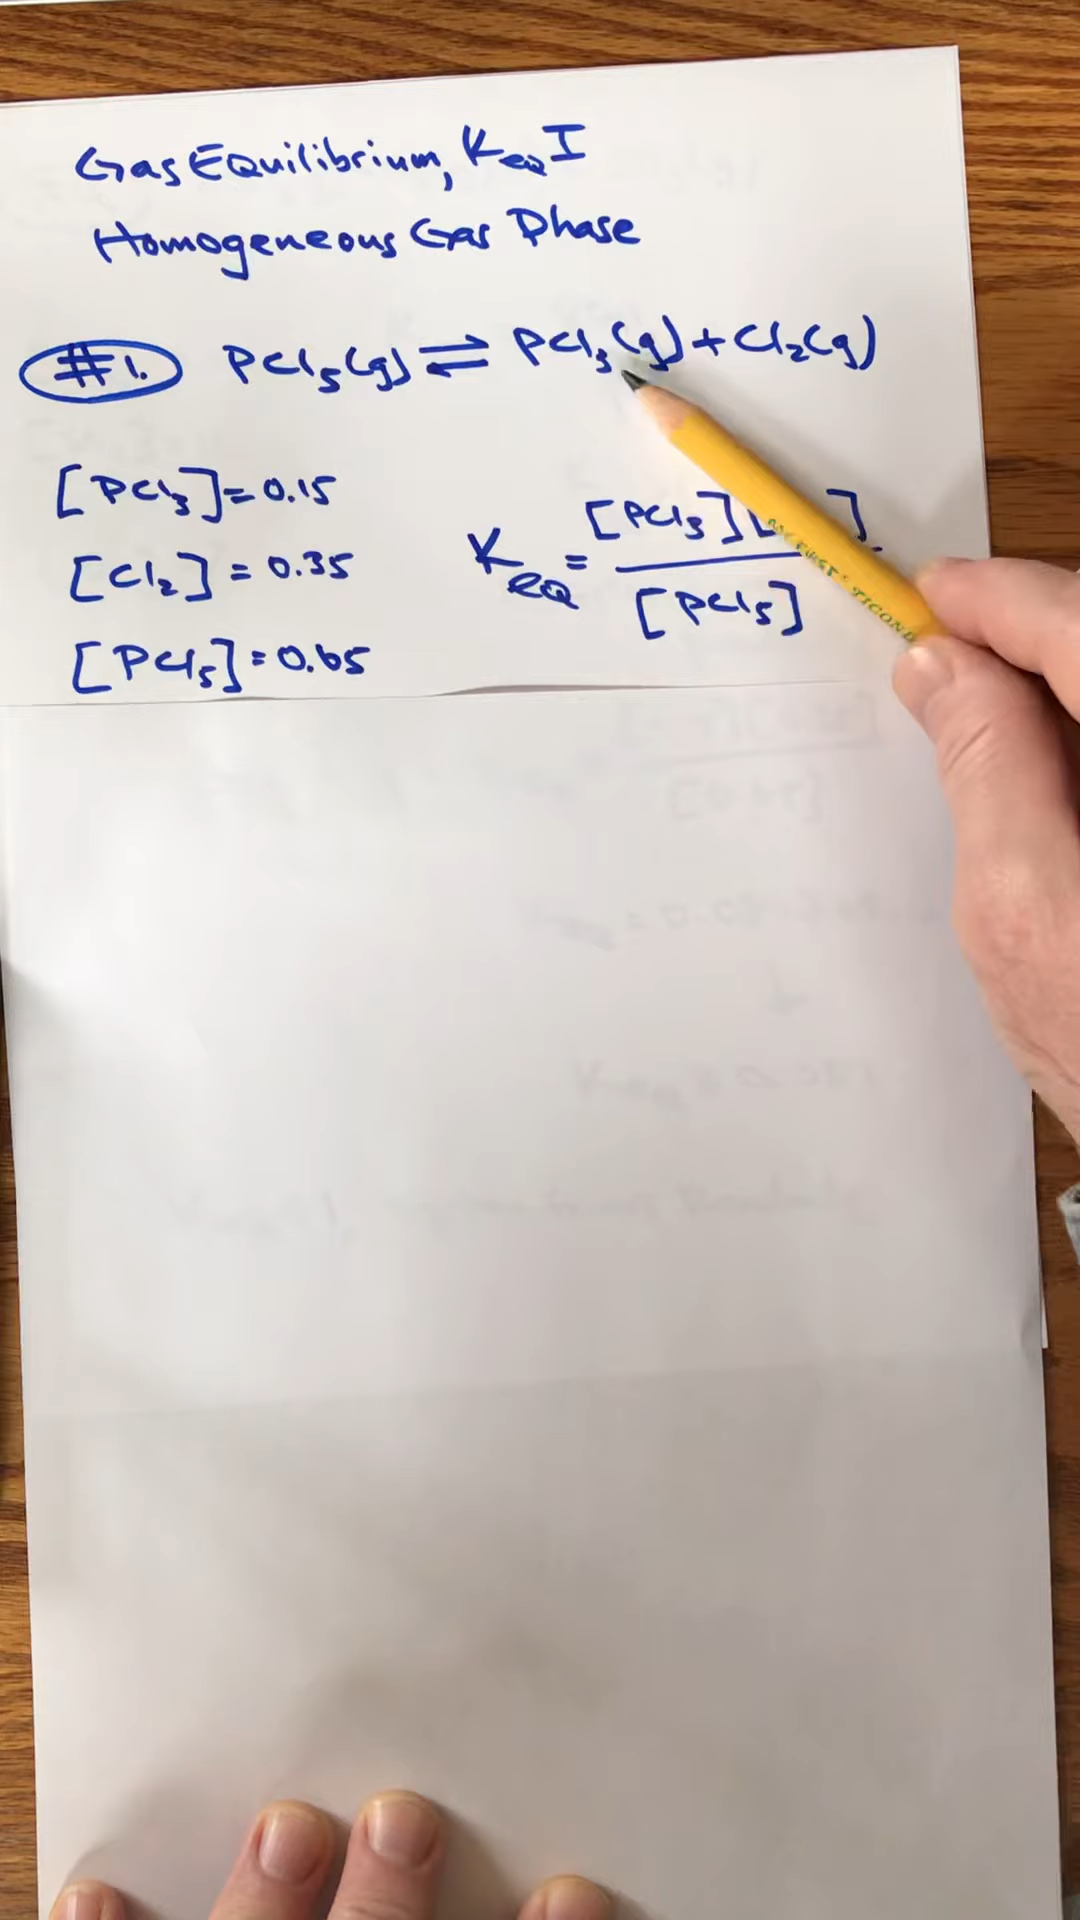 Gas Equilibrium, Keq I
Homogeneous Gas Phase
#1. PCl5(g) ⇌ PCl3(g) + Cl2(g)
[PCl3] = 0.15
[Cl2] = 0.35
[PCl5] = 0.65
Keq = [PCl3][ ]
[PCl5]
TICOND